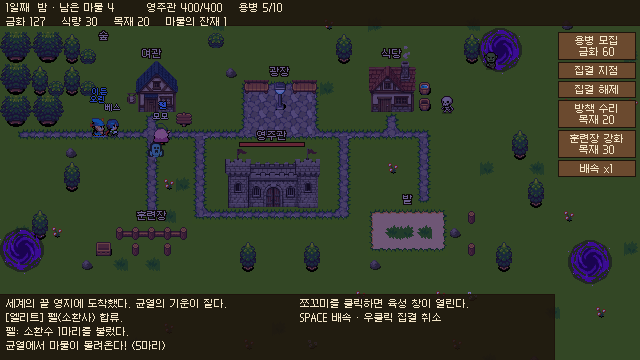 1일째 밤 · 남은 마물 4 영주관 400/400 용병 5/10
금화 127 식량 30 목재 20 마물의 잔재 1
숲
여관
광장
식당
용병 모집
금화 60
집결 지점
집결 해제
방책 수리
목재 20
훈련장 강화
목재 30
배속 x1
베스
모모
영주관
밭
훈련장
세계의 끝 영지에 도착했다. 균열의 기운이 짙다.
[엘리트] 펠(소환사) 합류.
펠: 소환수 1마리를 불렀다.
균열에서 마물이 몰려온다! (5마리)
쪼꼬미를 클릭하면 육성 창이 열린다.
SPACE 배속 · 우클릭 집결 취소